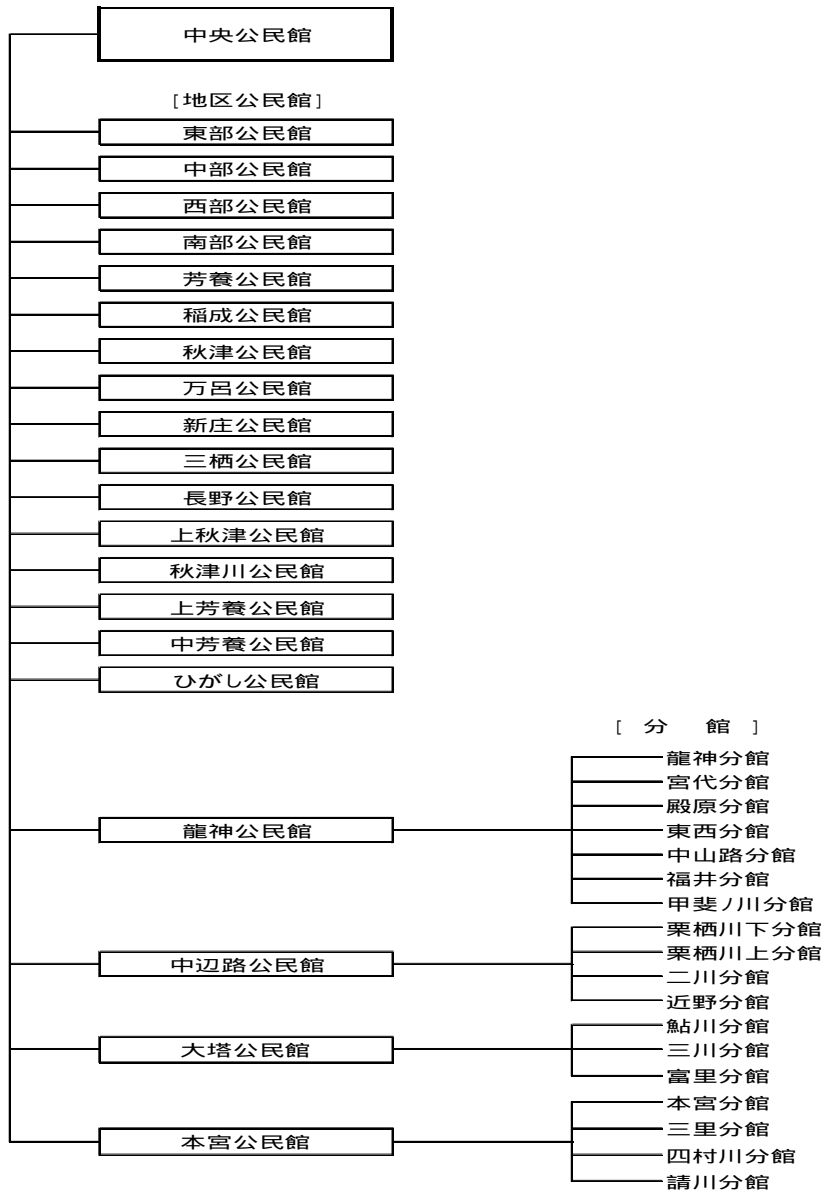 中央公民館
[地区公民館]
東部公民館
中部公民館
西部公民館
南部公民館
芳養公民館
稲成公民館
秋津公民館
万呂公民館
新庄公民館
三栖公民館
長野公民館
上秋津公民館
秋津川公民館
上芳養公民館
中芳養公民館
ひがし公民館
[ 分 館 ]
龍神公民館
龍神分館
宮代分館
殿原分館
東西分館
中山路分館
福井分館
甲斐ノ川分館
中辺路公民館
栗栖川下分館
栗栖川上分館
二川分館
近野分館
大塔公民館
鮎川分館
三川分館
富里分館
本宮公民館
本宮分館
三里分館
四村川分館
請川分館